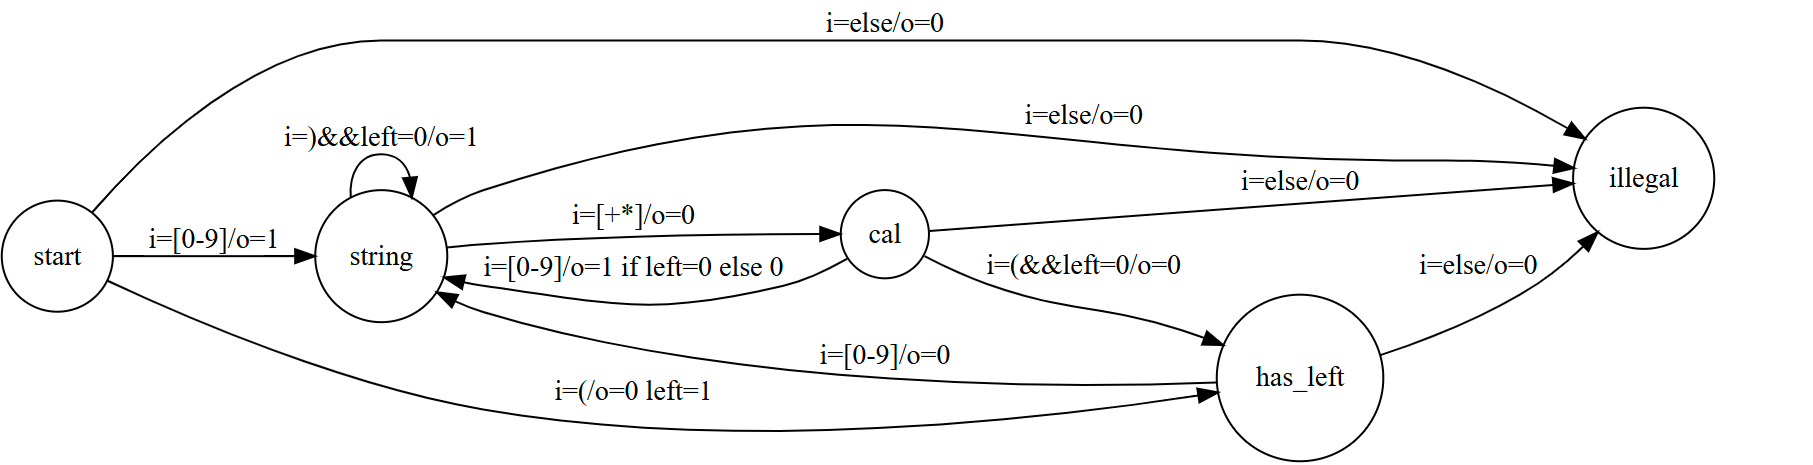 i=else/o=0
i=else/o=0
i=)&&left=0/o=1
illegal
i=else/o=0
i=[+*]/o=0
cal
i=[0-9]/o=1
start
string
i=[0-9]/o=1 if left=0 else 0
i=(&&left=0/o=0
i=else/o=0
i=[0-9]/o=0
has_left
i=(/o=0 left=1